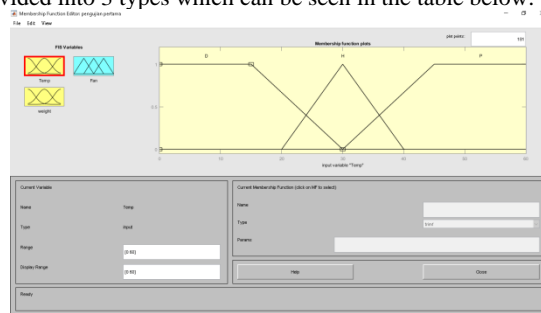 vided into 3 types which can be seen in the table below:
Membership Function Editor: pengujian pertama
File Edit View
FIS Variables
Membership function plots
plot points:
181
Temp
Fan
weight
D
H
P
1
0.5
0
0 10 20 30 40 50 60
input variable "Temp"
Current Variable
Current Membership Function (click on MF to select)
Name
Temp
Name
Type
input
Type
trimf
Params
Range
[0 60]
Display Range
[0 60]
Help
Close
Ready